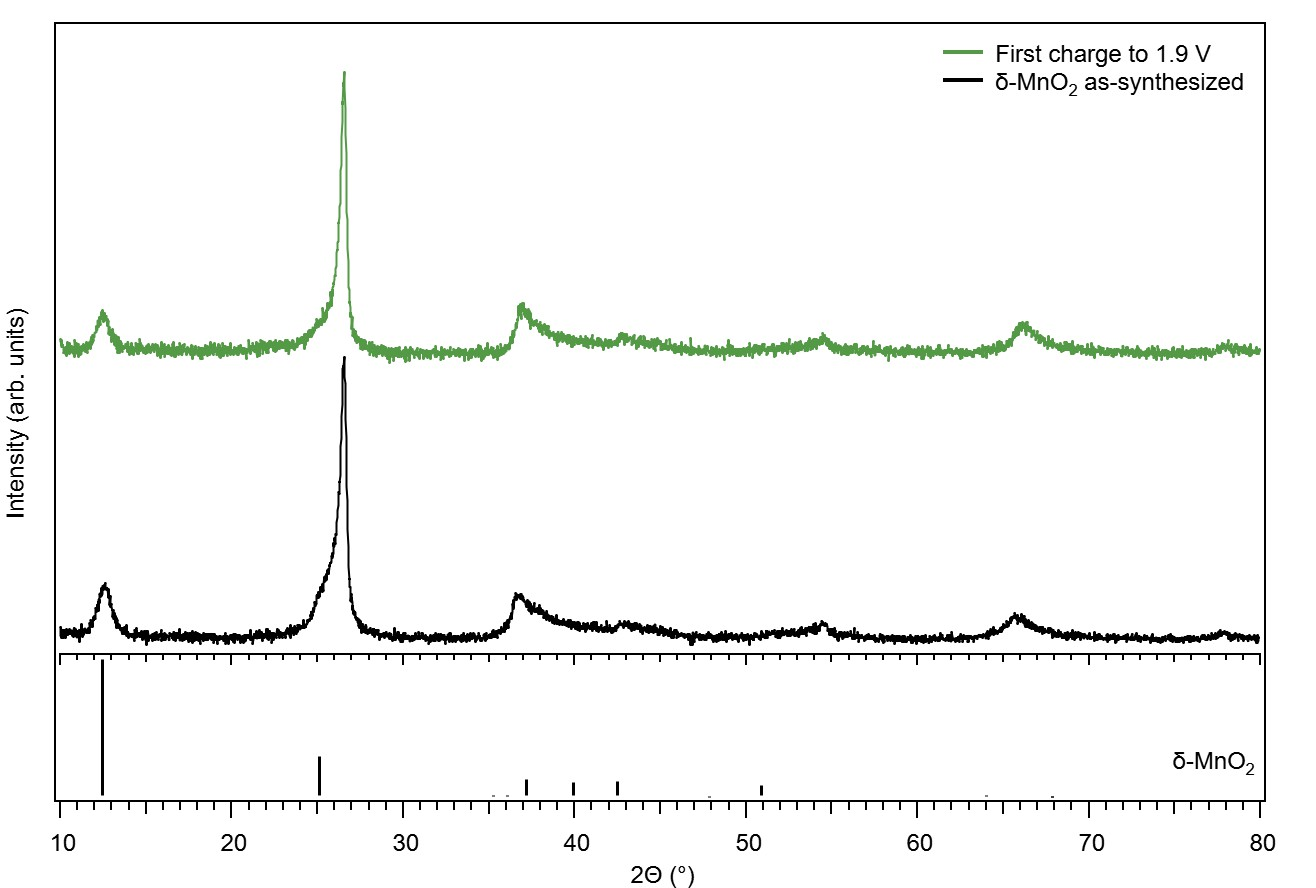 First charge to 1.9 V
δ-MnO₂ as-synthesized
Intensity (arb. units)
δ-MnO₂
10 20 30 40 50 60 70 80
2Θ (°)